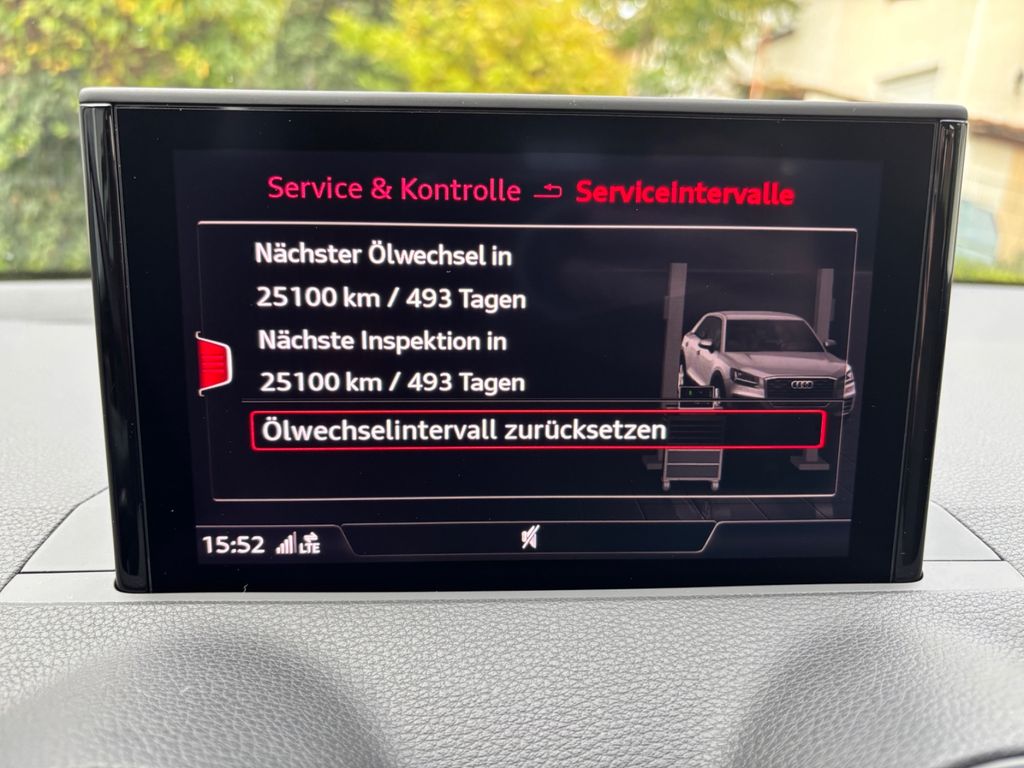 Service & Kontrolle Serviceintervalle
Nächster Ölwechsel in
25100 km / 493 Tagen
Nächste Inspektion in
25100 km / 493 Tagen
Ölwechselintervall zurücksetzen
15:52 LTE